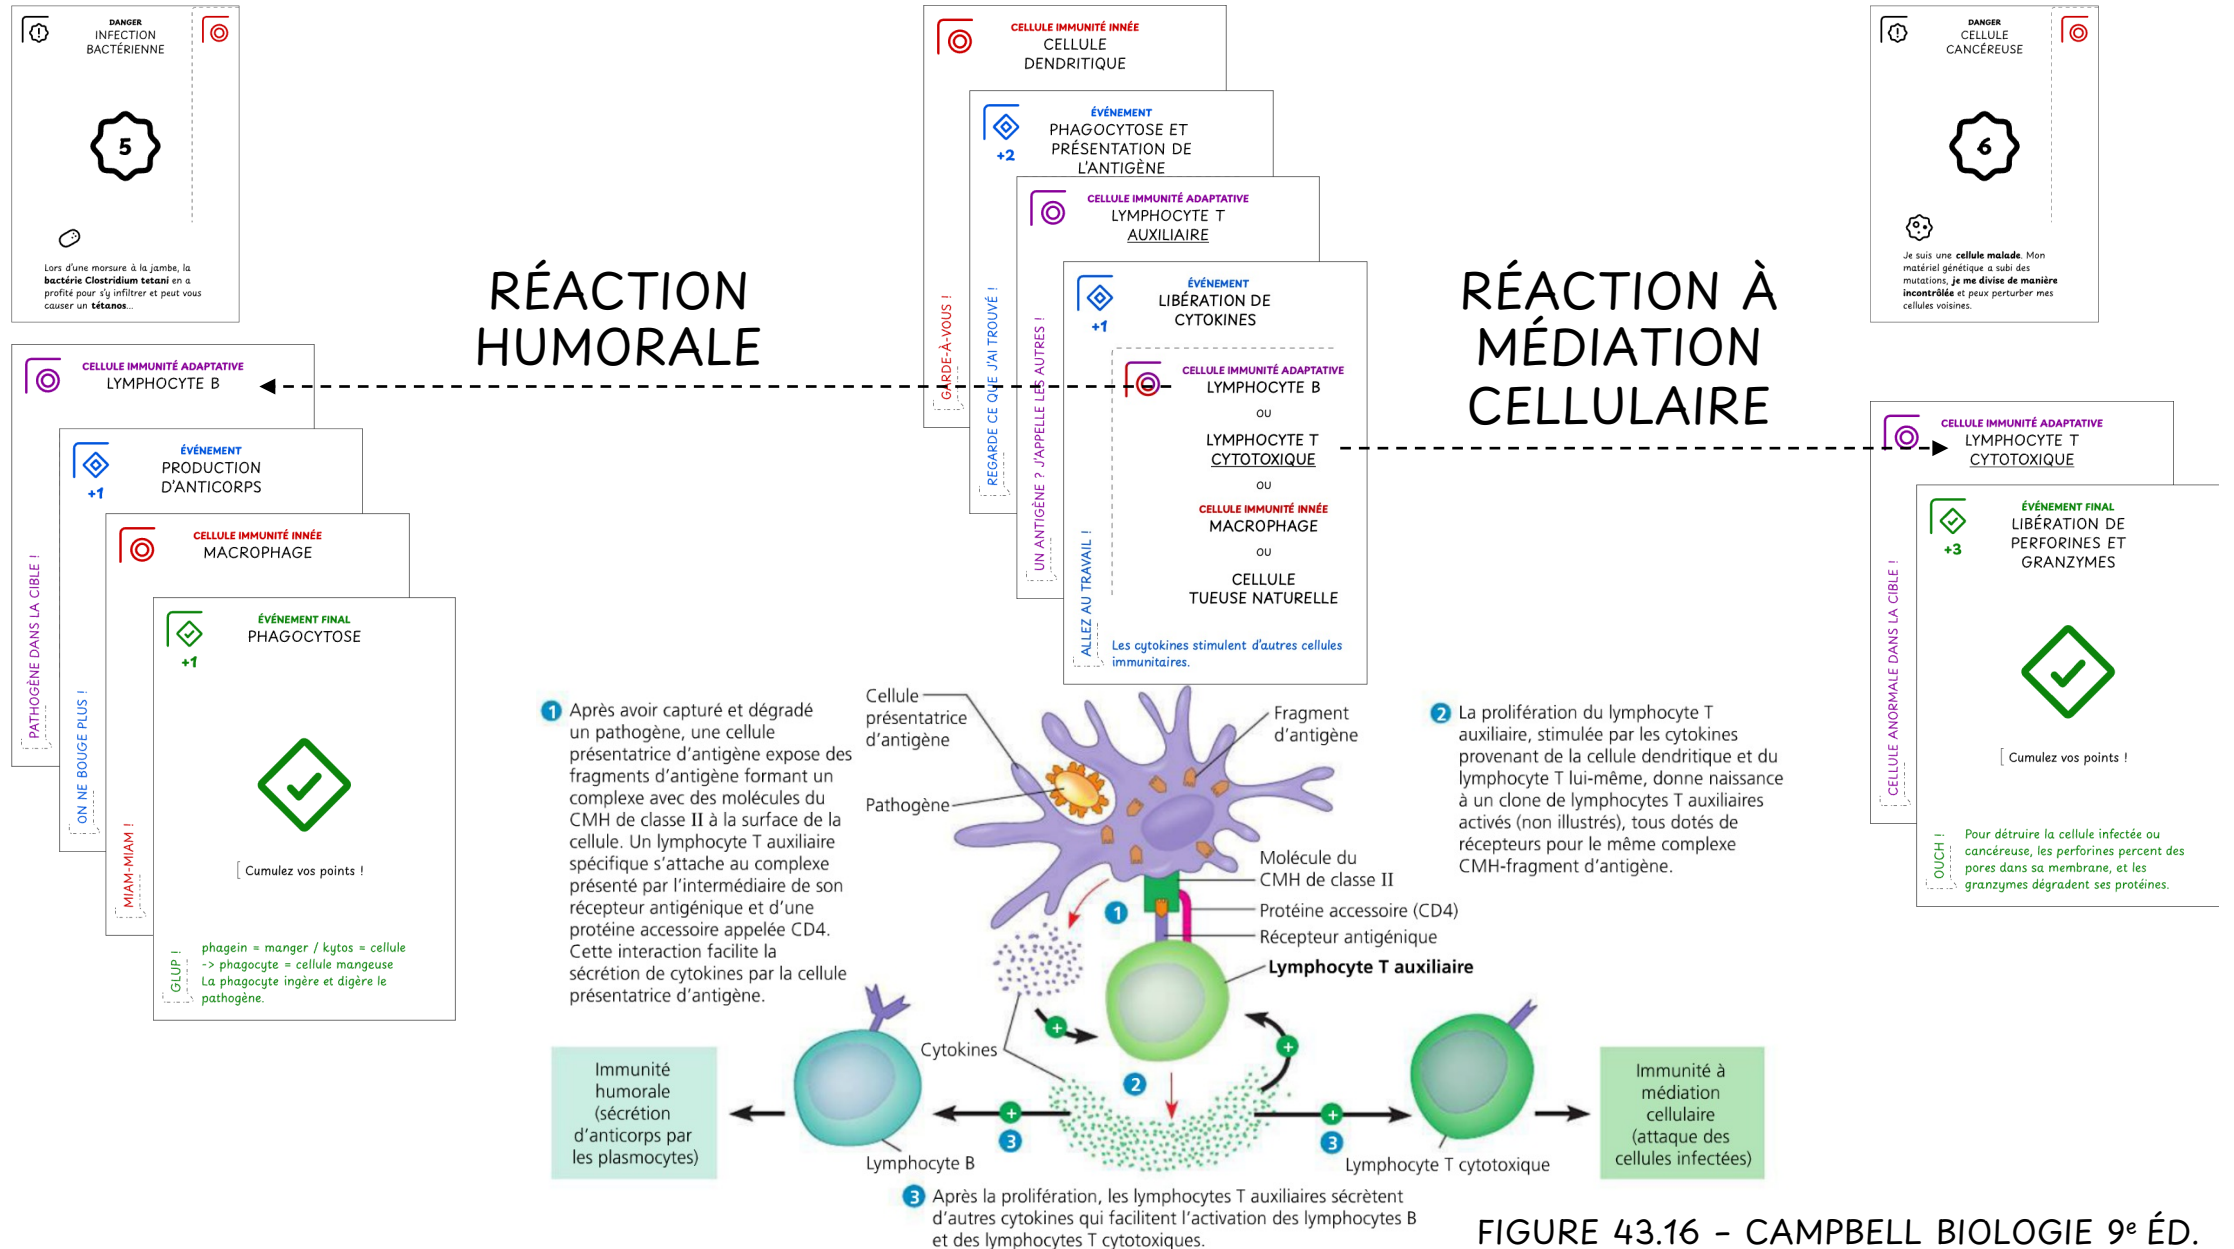 DANGER
INFECTION
BACTÉRIENNE
5
Lors d'une morsure à la jambe, la
bactérie Clostridium tetani en a
profité pour s'y infiltrer et peut vous
causer un tétanos...
CELLULE IMMUNITÉ ADAPTATIVE
LYMPHOCYTE B
PATHOGÈNE DANS LA CIBLE !
ÉVÉNEMENT
PRODUCTION
D'ANTICORPS
+1
ON NE BOUGE PLUS !
CELLULE IMMUNITÉ INNÉE
MACROPHAGE
MIAM-MIAM !
ÉVÉNEMENT FINAL
PHAGOCYTOSE
+1
[ Cumulez vos points !
GLUP !
phagein = manger / kytos = cellule
-> phagocyte = cellule mangeuse
La phagocyte ingère et digère le
pathogène.
RÉACTION
HUMORALE
CELLULE IMMUNITÉ INNÉE
CELLULE
DENDRITIQUE
GARDE-À-VOUS !
ÉVÉNEMENT
PHAGOCYTOSE ET
PRÉSENTATION DE
L'ANTIGÈNE
+2
REGARDE CE QUE J'AI TROUVÉ !
CELLULE IMMUNITÉ ADAPTATIVE
LYMPHOCYTE T
AUXILIAIRE
UN ANTIGÈNE ? J'APPELLE LES AUTRES !
ÉVÉNEMENT
LIBÉRATION DE
CYTOKINES
+1
CELLULE IMMUNITÉ ADAPTATIVE
LYMPHOCYTE B
OU
LYMPHOCYTE T
CYTOTOXIQUE
OU
CELLULE IMMUNITÉ INNÉE
MACROPHAGE
OU
CELLULE
TUEUSE NATURELLE
ALLEZ AU TRAVAIL !
Les cytokines stimulent d'autres cellules
immunitaires.
RÉACTION À
MÉDIATION
CELLULAIRE
DANGER
CELLULE
CANCÉREUSE
6
Je suis une cellule malade. Mon
matériel génétique a subi des
mutations, je me divise de manière
incontrôlée et peux perturber mes
cellules voisines.
CELLULE IMMUNITÉ ADAPTATIVE
LYMPHOCYTE T
CYTOTOXIQUE
CELLULE ANORMALE DANS LA CIBLE !
ÉVÉNEMENT FINAL
LIBÉRATION DE
PERFORINES ET
GRANZYMES
+3
[ Cumulez vos points !
OUCH !
Pour détruire la cellule infectée ou
cancéreuse, les perforines percent des
pores dans sa membrane, et les
granzymes dégradent ses protéines.
1 Après avoir capturé et dégradé
un pathogène, une cellule
présentatrice d'antigène expose des
fragments d'antigène formant un
complexe avec des molécules du
CMH de classe II à la surface de la
cellule. Un lymphocyte T auxiliaire
spécifique s'attache au complexe
présenté par l'intermédiaire de son
récepteur antigénique et d'une
protéine accessoire appelée CD4.
Cette interaction facilite la
sécrétion de cytokines par la cellule
présentatrice d'antigène.
Cellule
présentatrice
d'antigène
Pathogène
Fragment
d'antigène
Molécule du
CMH de classe II
1
Protéine accessoire (CD4)
Récepteur antigénique
Lymphocyte T auxiliaire
2 La prolifération du lymphocyte T
auxiliaire, stimulée par les cytokines
provenant de la cellule dendritique et du
lymphocyte T lui-même, donne naissance
à un clone de lymphocytes T auxiliaires
activés (non illustrés), tous dotés de
récepteurs pour le même complexe
CMH-fragment d'antigène.
Immunité
humorale
(sécrétion
d'anticorps par
les plasmocytes)
Cytokines
+
+
2
+
3
+
3
Lymphocyte B
Lymphocyte T cytotoxique
Immunité à
médiation
cellulaire
(attaque des
cellules infectées)
3 Après la prolifération, les lymphocytes T auxiliaires sécrètent
d'autres cytokines qui facilitent l'activation des lymphocytes B
et des lymphocytes T cytotoxiques.
FIGURE 43.16 - CAMPBELL BIOLOGIE 9e ÉD.